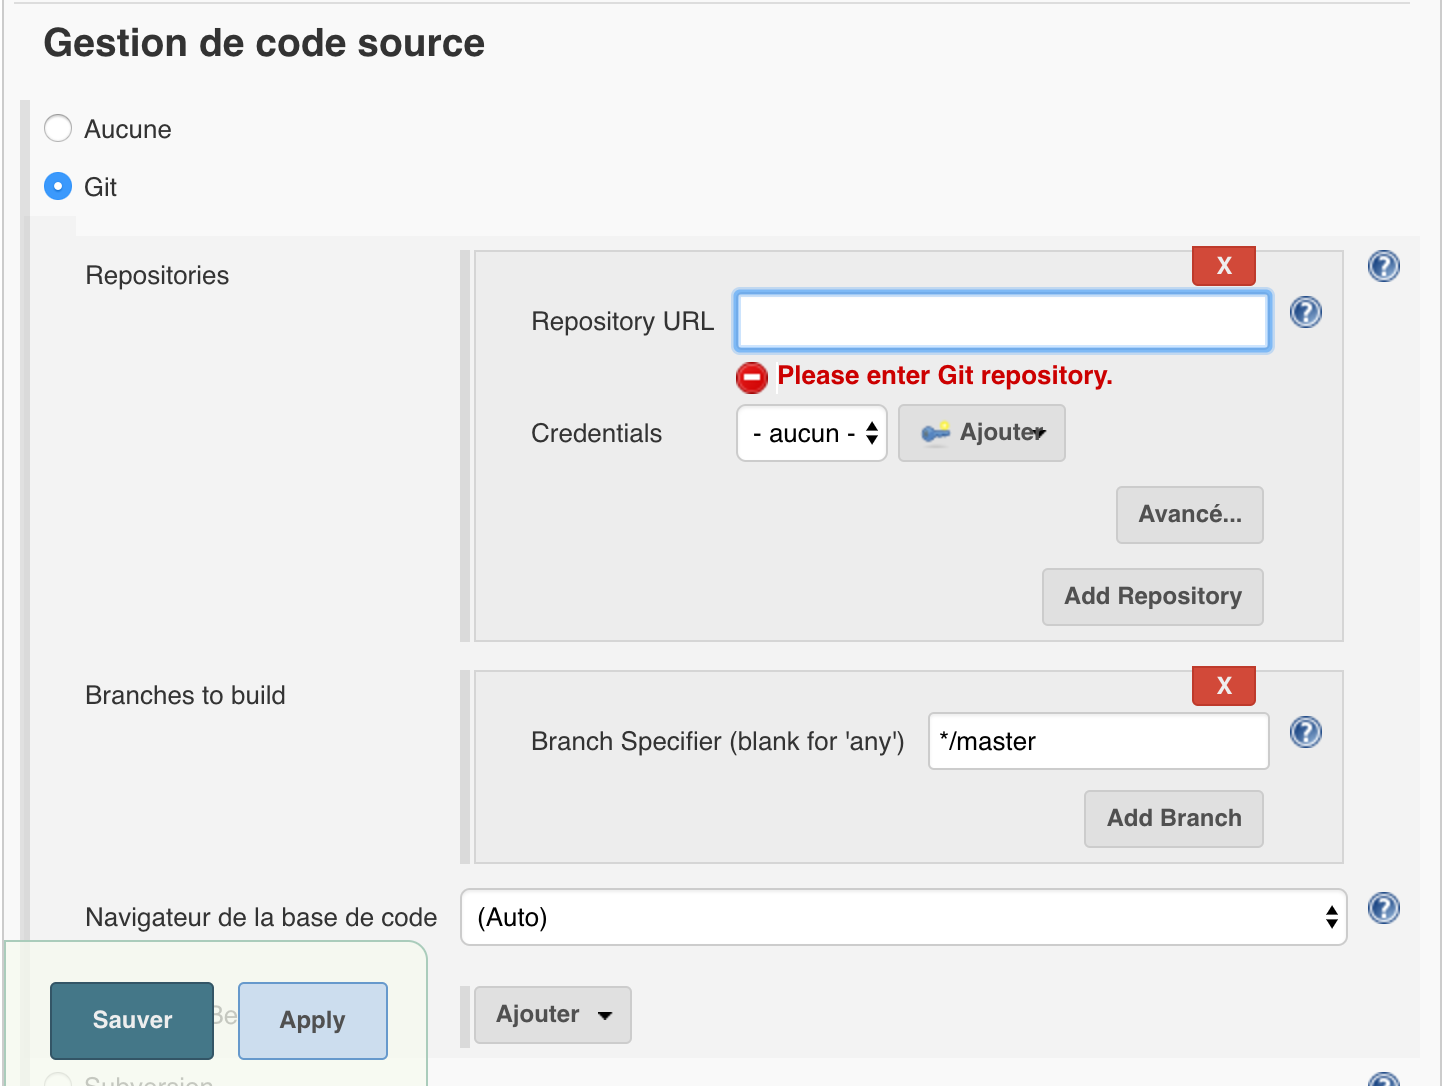 Gestion de code source
Aucune
Git
Repositories
X
Repository URL
Please enter Git repository.
Credentials
- aucun -
Ajouter
Avancé...
Add Repository
Branches to build
X
Branch Specifier (blank for 'any')
*/master
Add Branch
Navigateur de la base de code
(Auto)
Sauver
Be
Apply
Ajouter
Subversion